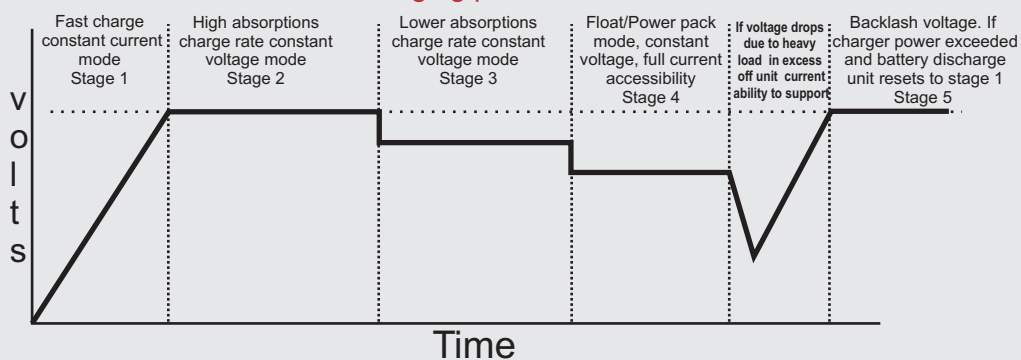 Fast charge
constant current
mode
Stage 1
High absorptions
charge rate constant
voltage mode
Stage 2
Lower absorptions
charge rate constant
voltage mode
Stage 3
Float/Power pack
mode, constant
voltage, full current
accessibility
Stage 4
If voltage drops
due to heavy
load in excess
off unit current
ability to support
Backlash voltage. If
charger power exceeded
and battery discharge
unit resets to stage 1
Stage 5
volts
Time